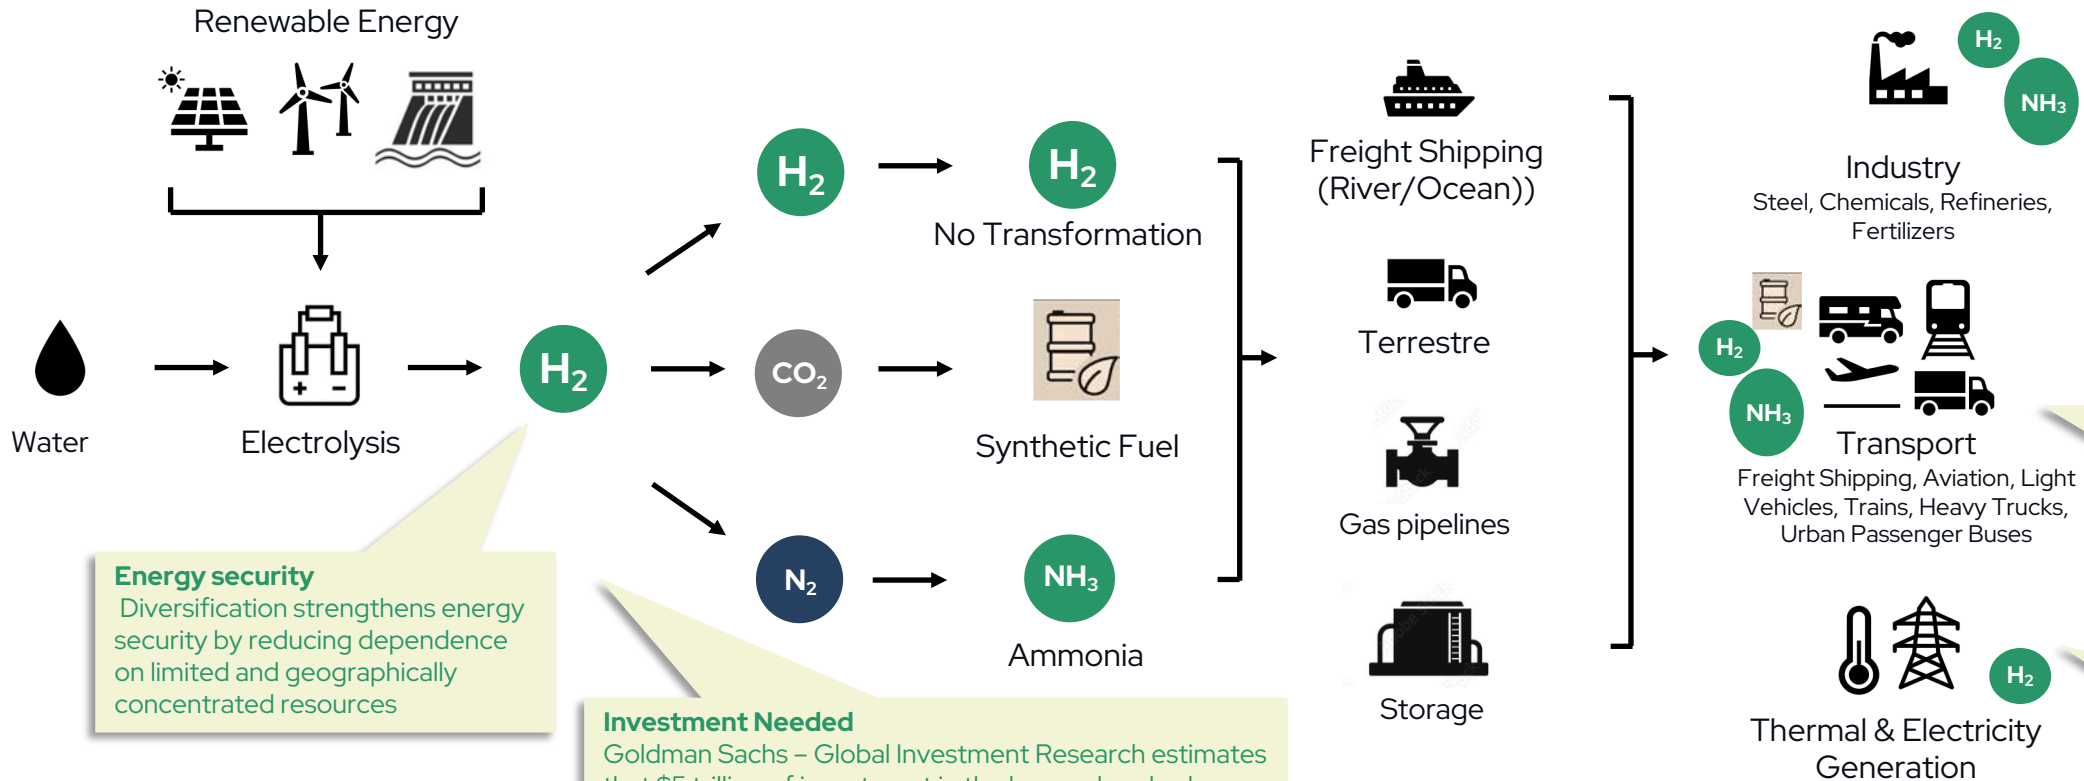 Renewable Energy
Water
Electrolysis
+ −
H₂
H₂
CO₂
N₂
H₂
No Transformation
Synthetic Fuel
NH₃
Ammonia
Freight Shipping
(River/Ocean))
Terrestre
Gas pipelines
Storage
H₂
NH₃
Industry
Steel, Chemicals, Refineries,
Fertilizers
H₂
NH₃
Transport
Freight Shipping, Aviation, Light
Vehicles, Trains, Heavy Trucks,
Urban Passenger Buses
H₂
Thermal & Electricity
Generation
Energy security
Diversification strengthens energy
security by reducing dependence
on limited and geographically
concentrated resources
Investment Needed
Goldman Sachs – Global Investment Research estimates